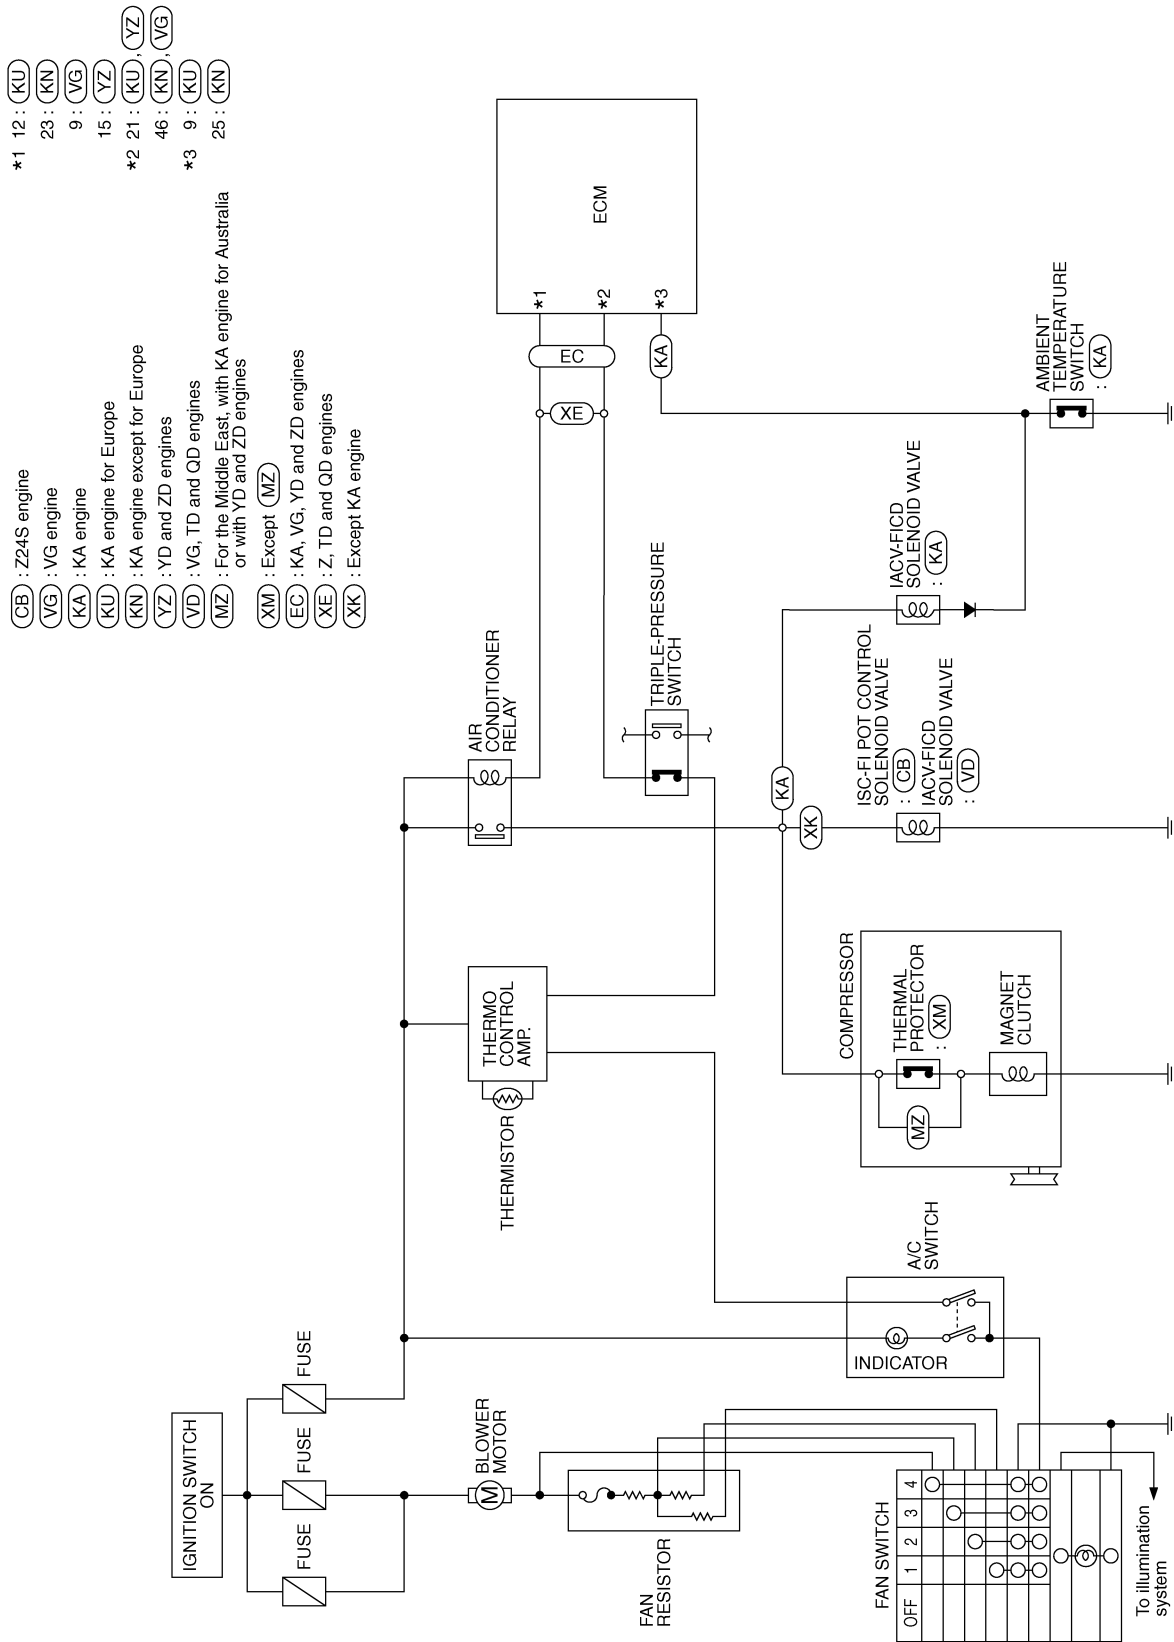 IGNITION SWITCH
ON
FUSE
FUSE
FUSE
BLOWER
MOTOR
M
FAN
RESISTOR
FAN SWITCH
OFF 1 2 3 4
To illumination
system
A/C
SWITCH
INDICATOR
THERMISTOR
THERMO
CONTROL
AMP.
COMPRESSOR
THERMAL
PROTECTOR
: XM
MZ
MAGNET
CLUTCH
AIR
CONDITIONER
RELAY
TRIPLE-PRESSURE
SWITCH
KA
XK
ISC-FI POT CONTROL
SOLENOID VALVE
: CB
IACV-FICD
SOLENOID VALVE
: VD
IACV-FICD
SOLENOID VALVE
: KA
AMBIENT
TEMPERATURE
SWITCH
: KA
ECM
*1
*2
*3
EC
XE
KA
CB : Z24S engine
VG : VG engine
KA : KA engine
KU : KA engine for Europe
KN : KA engine except for Europe
YZ : YD and ZD engines
VD : VG, TD and QD engines
MZ : For the Middle East, with KA engine for Australia
or with YD and ZD engines
XM : Except MZ
EC : KA, VG, YD and ZD engines
XE : Z, TD and QD engines
XK : Except KA engine
*1 12 : KU
23 : KN
9 : VG
15 : YZ
*2 21 : KU, YZ
46 : KN, VG
*3 9 : KU
25 : KN